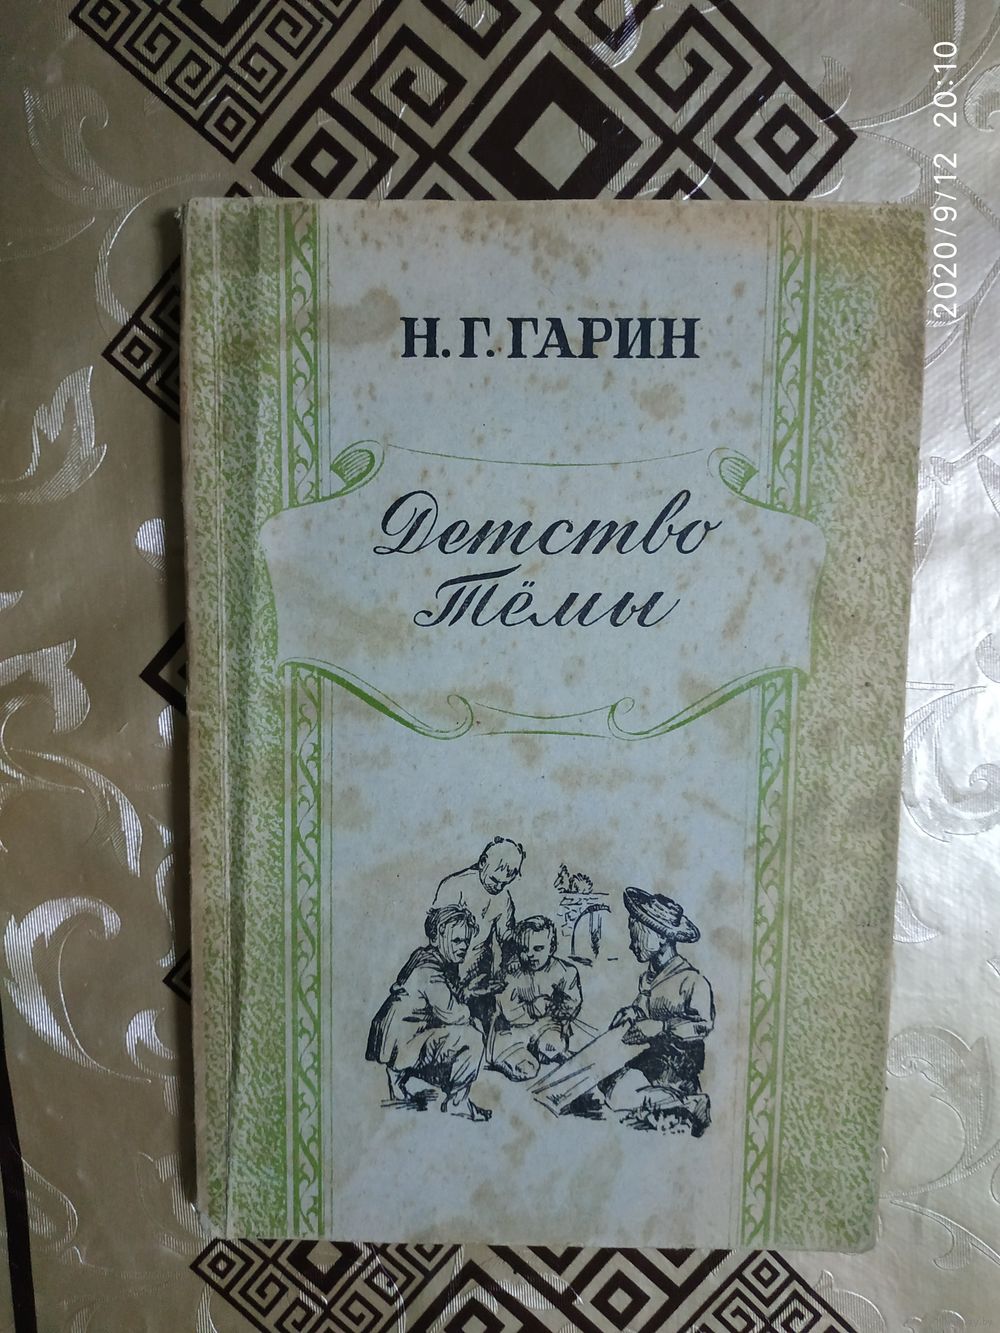 Н. Г. ГАРИН
Детство
Тёмы
2020/9/12 20:10